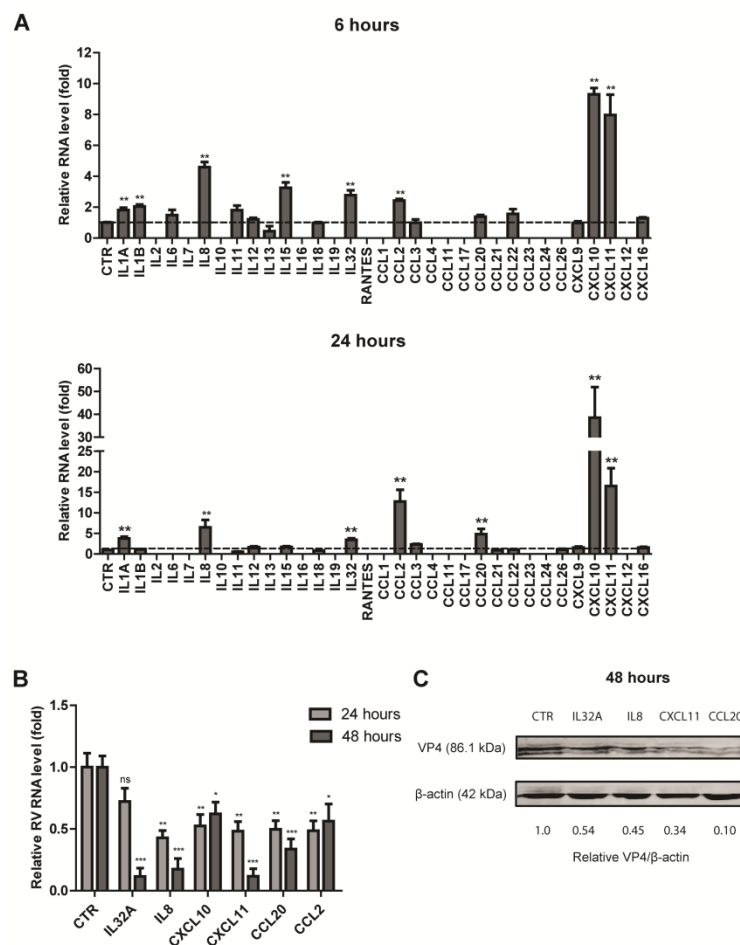 A
6 hours
Relative RNA level (fold)
12
10
8
6
4
2
0
** ** ** ** ** ** ** **
CTR IL1A IL1B IL2 IL6 IL7 IL8 IL10 IL11 IL12 IL13 IL15 IL16 IL18 IL19 IL32 RANTES CCL1 CCL2 CCL3 CCL4 CCL11 CCL17 CCL20 CCL21 CCL22 CCL23 CCL24 CCL26 CXCL9 CXCL10 CXCL11 CXCL12 CXCL16
24 hours
Relative RNA level (fold)
60
50
40
30
25
20
15
10
5
0
** ** ** ** ** ** **
CTR IL1A IL1B IL2 IL6 IL7 IL8 IL10 IL11 IL12 IL13 IL15 IL16 IL18 IL19 IL32 RANTES CCL1 CCL2 CCL3 CCL4 CCL11 CCL17 CCL20 CCL21 CCL22 CCL23 CCL24 CCL26 CXCL9 CXCL10 CXCL11 CXCL12 CXCL16
B
Relative RV RNA level (fold)
1.5
1.0
0.5
0.0
24 hours
48 hours
ns *** ** *** ** * ** *** ** *** ** *
CTR IL32A IL8 CXCL10 CXCL11 CCL20 CCL2
C
48 hours
CTR IL32A IL8 CXCL11 CCL20
VP4 (86.1 kDa)
β-actin (42 kDa)
1.0 0.54 0.45 0.34 0.10
Relative VP4/β-actin